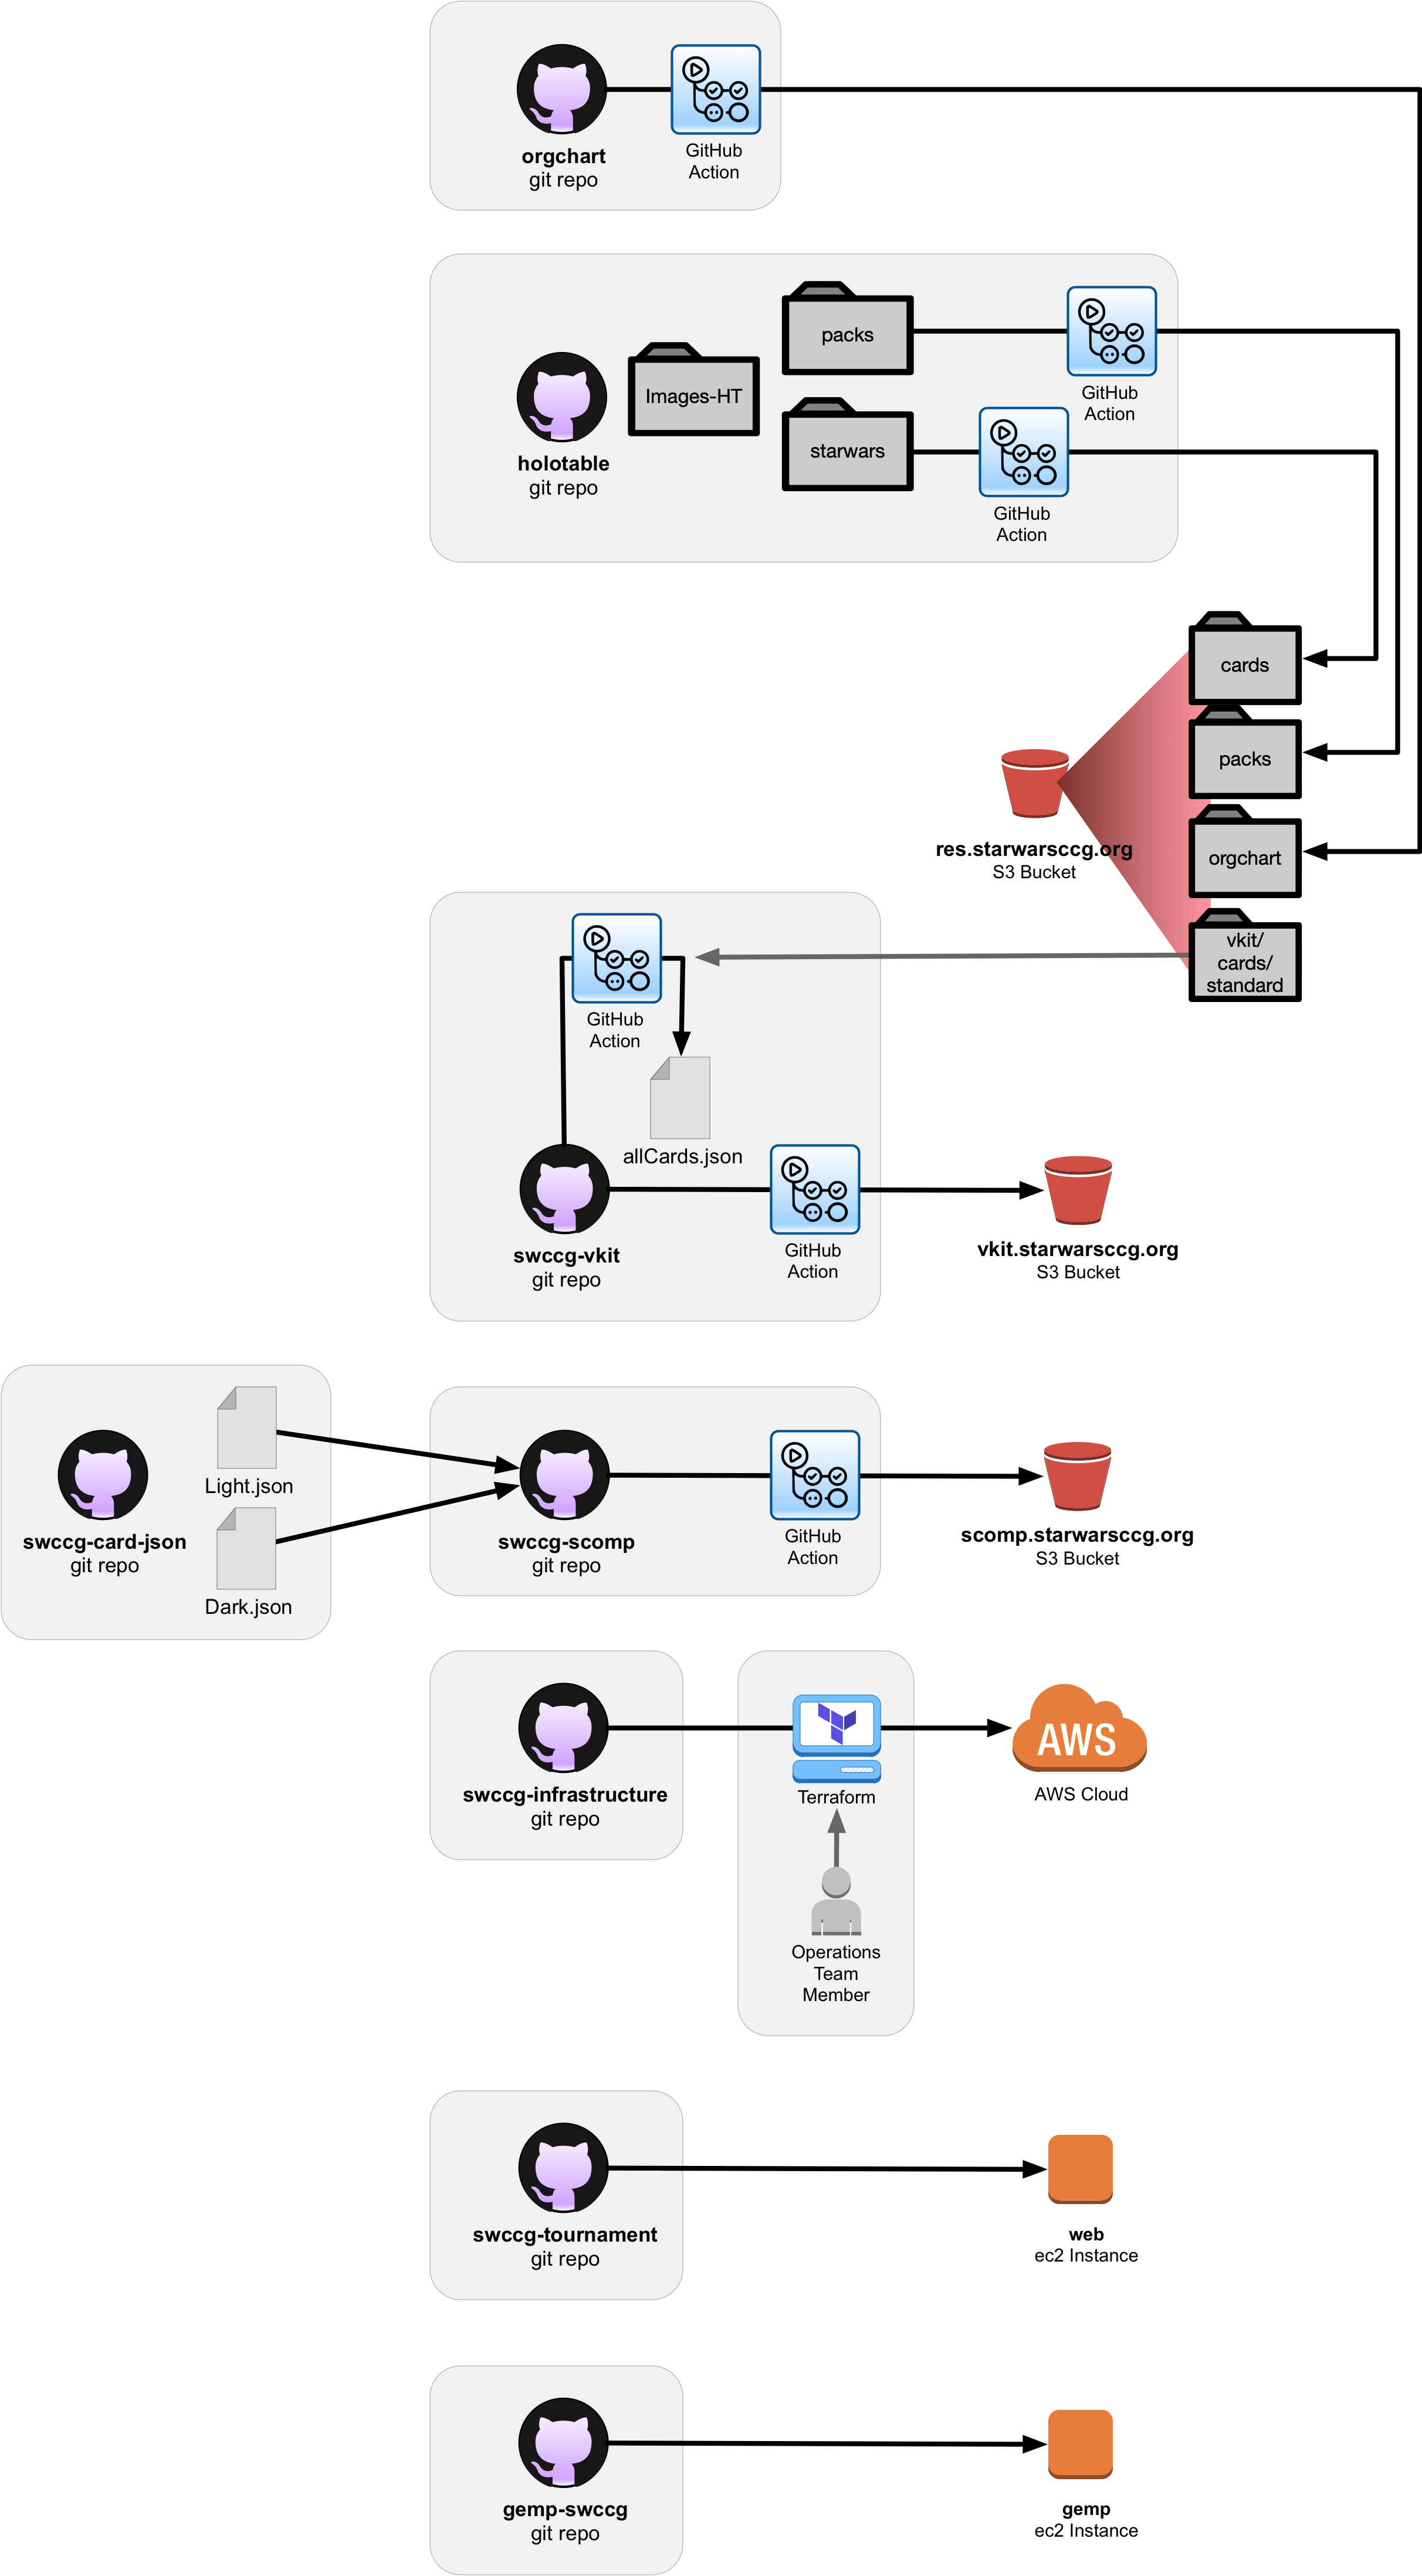 orgchart
git repo
GitHub
Action
packs
Images-HT
starwars
holotable
git repo
GitHub
Action
GitHub
Action
cards
packs
orgchart
vkit/
cards/
standard
res.starwarsccg.org
S3 Bucket
GitHub
Action
allCards.json
swccg-vkit
git repo
GitHub
Action
vkit.starwarsccg.org
S3 Bucket
Light.json
swccg-card-json
git repo
Dark.json
swccg-scomp
git repo
GitHub
Action
scomp.starwarsccg.org
S3 Bucket
swccg-infrastructure
git repo
Terraform
AWS
AWS Cloud
Operations
Team
Member
swccg-tournament
git repo
web
ec2 Instance
gemp-swccg
git repo
gemp
ec2 Instance